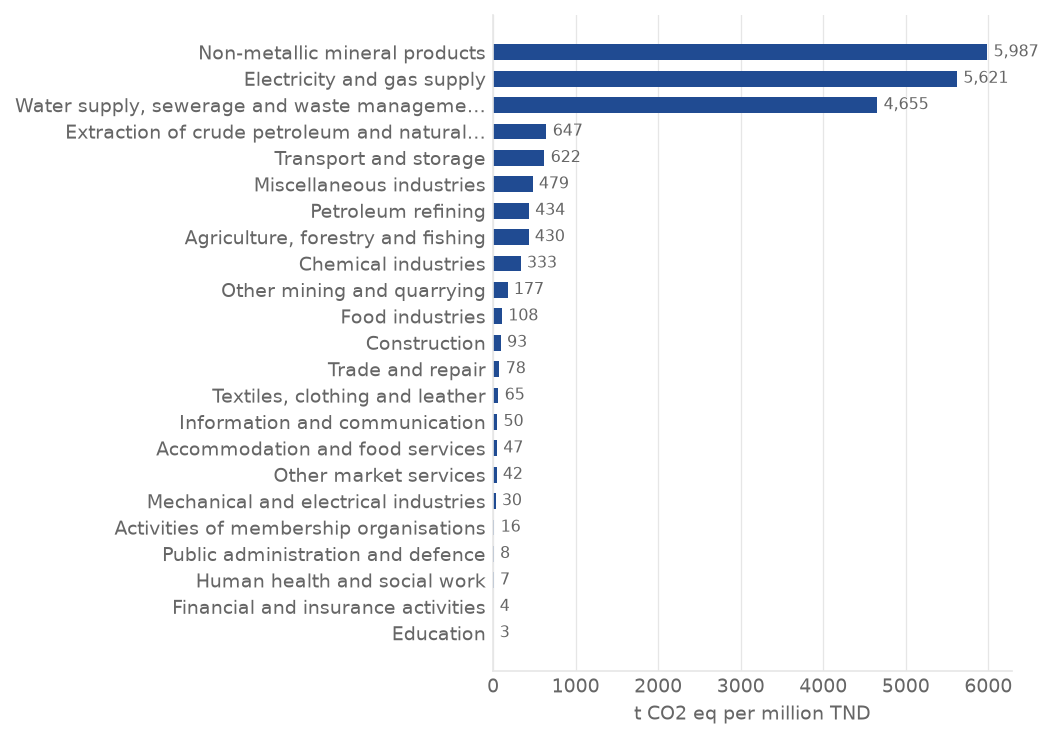 Non-metallic mineral products 5,987
Electricity and gas supply 5,621
Water supply, sewerage and waste manageme… 4,655
Extraction of crude petroleum and natural… 647
Transport and storage 622
Miscellaneous industries 479
Petroleum refining 434
Agriculture, forestry and fishing 430
Chemical industries 333
Other mining and quarrying 177
Food industries 108
Construction 93
Trade and repair 78
Textiles, clothing and leather 65
Information and communication 50
Accommodation and food services 47
Other market services 42
Mechanical and electrical industries 30
Activities of membership organisations 16
Public administration and defence 8
Human health and social work 7
Financial and insurance activities 4
Education 3
0 1000 2000 3000 4000 5000 6000
t CO2 eq per million TND